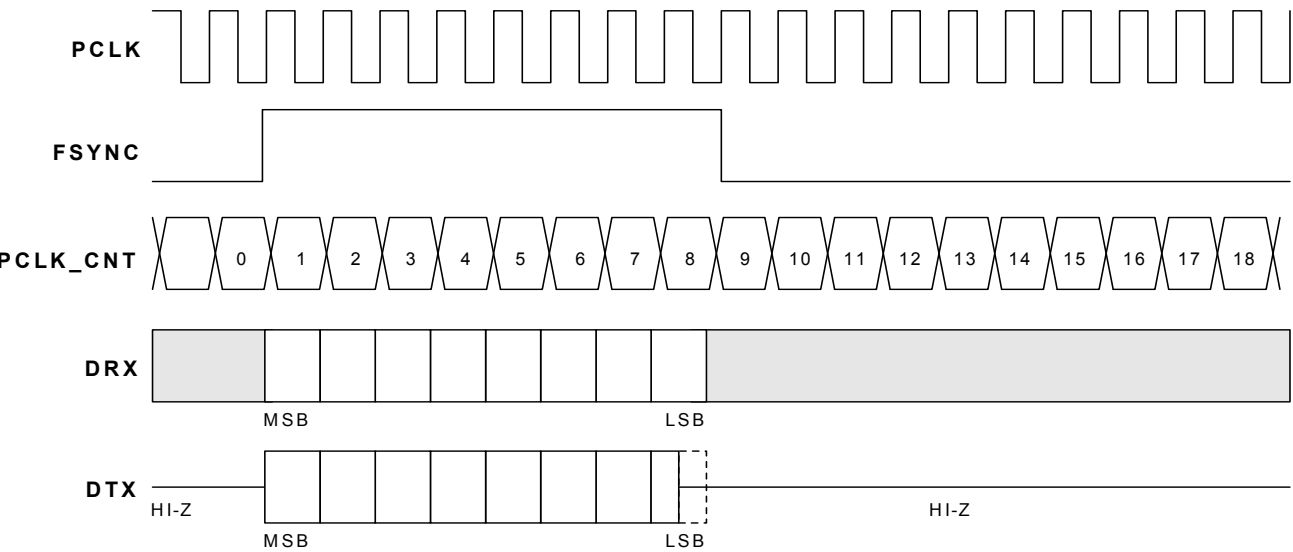 PCLK
FSYNC
PCLK_CNT 0 1 2 3 4 5 6 7 8 9 10 11 12 13 14 15 16 17 18
DRX
MSB LSB
DTX
HI-Z HI-Z
MSB LSB